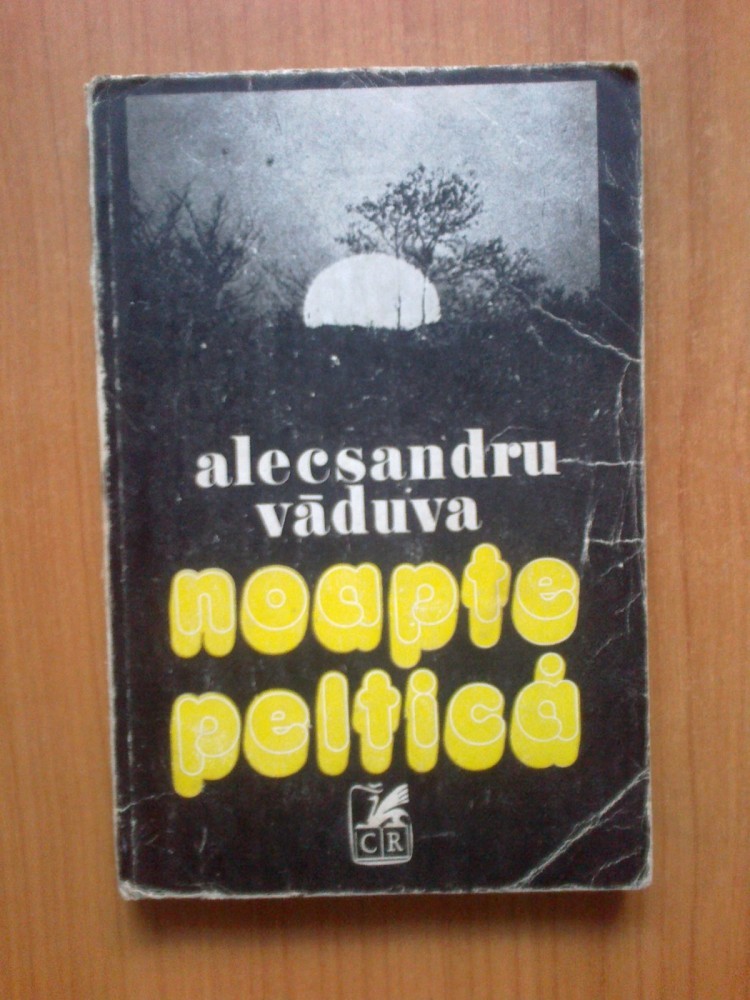 alecsandru
văduva
noapte
peltică
CR